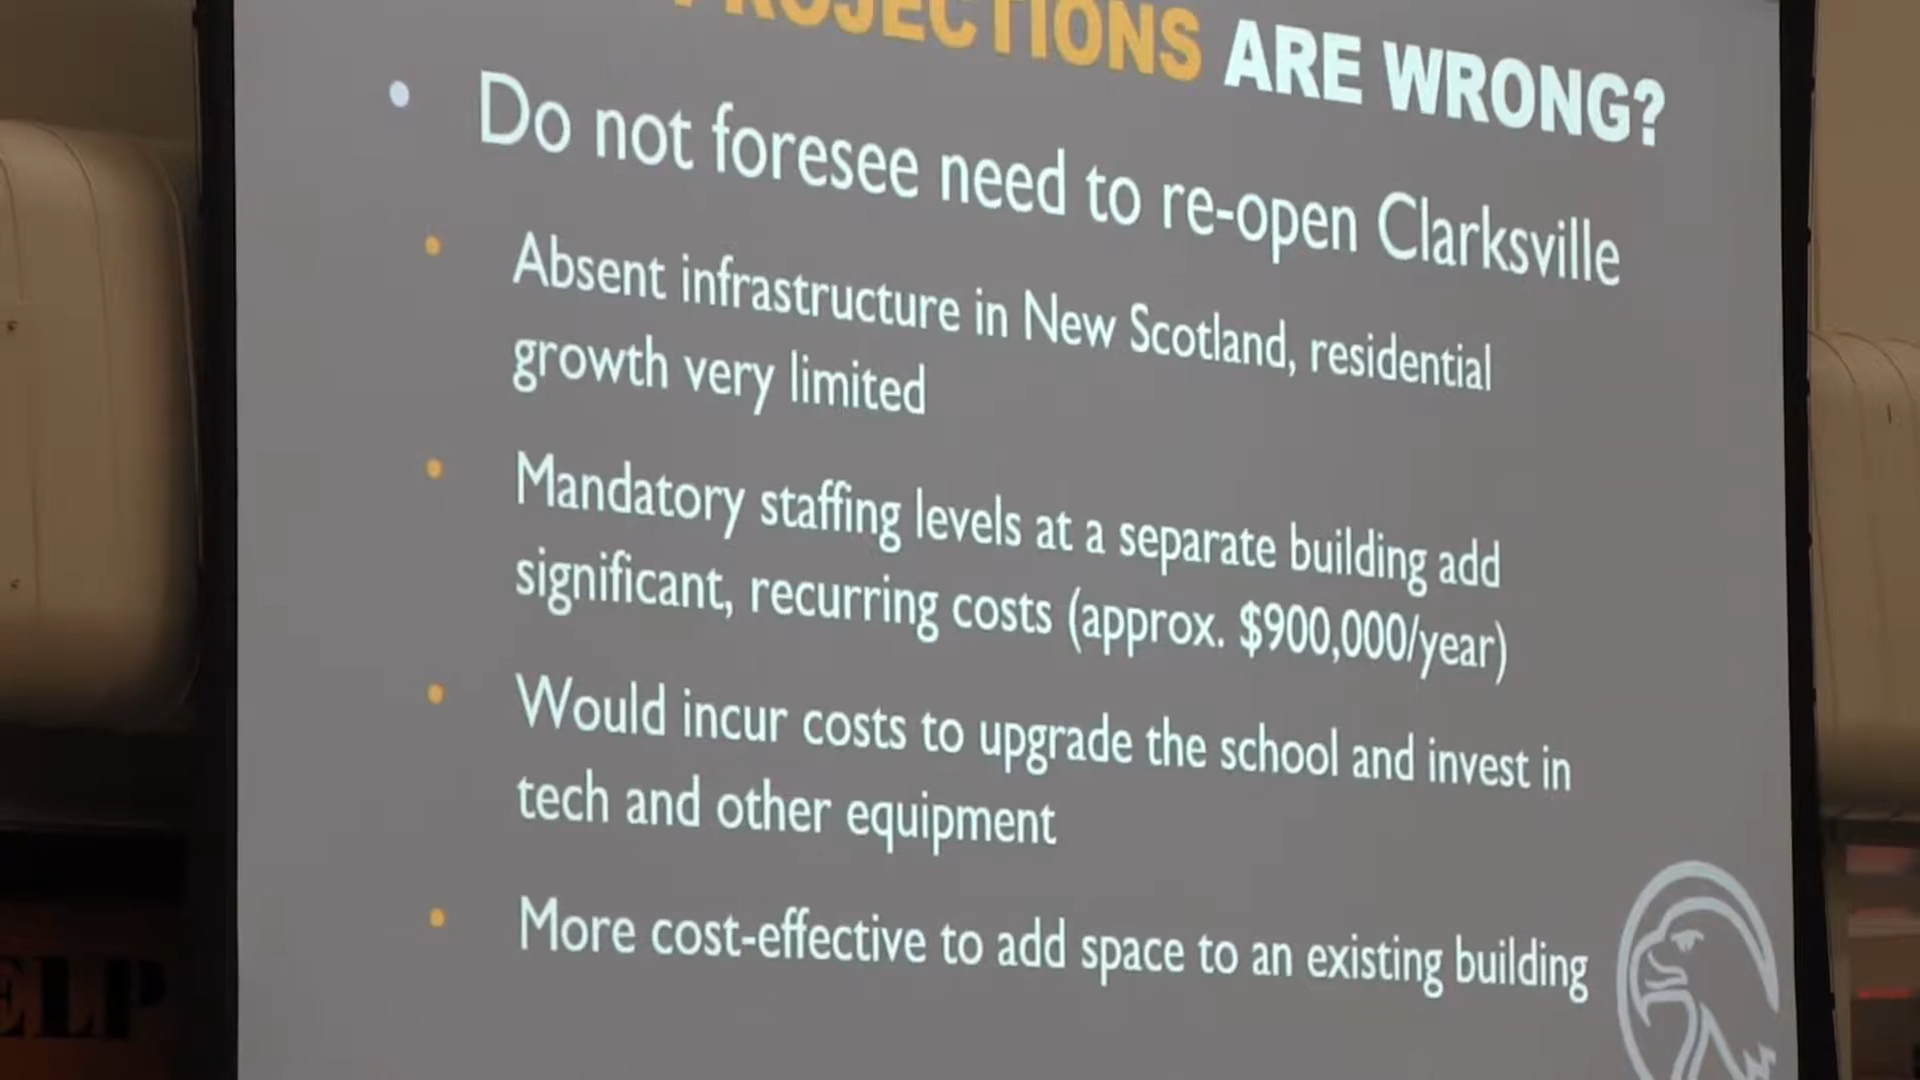 PROJECTIONS ARE WRONG?
• Do not foresee need to re-open Clarksville
• Absent infrastructure in New Scotland, residential
growth very limited
• Mandatory staffing levels at a separate building add
significant, recurring costs (approx. $900,000/year)
• Would incur costs to upgrade the school and invest in
tech and other equipment
• More cost-effective to add space to an existing building
ELP